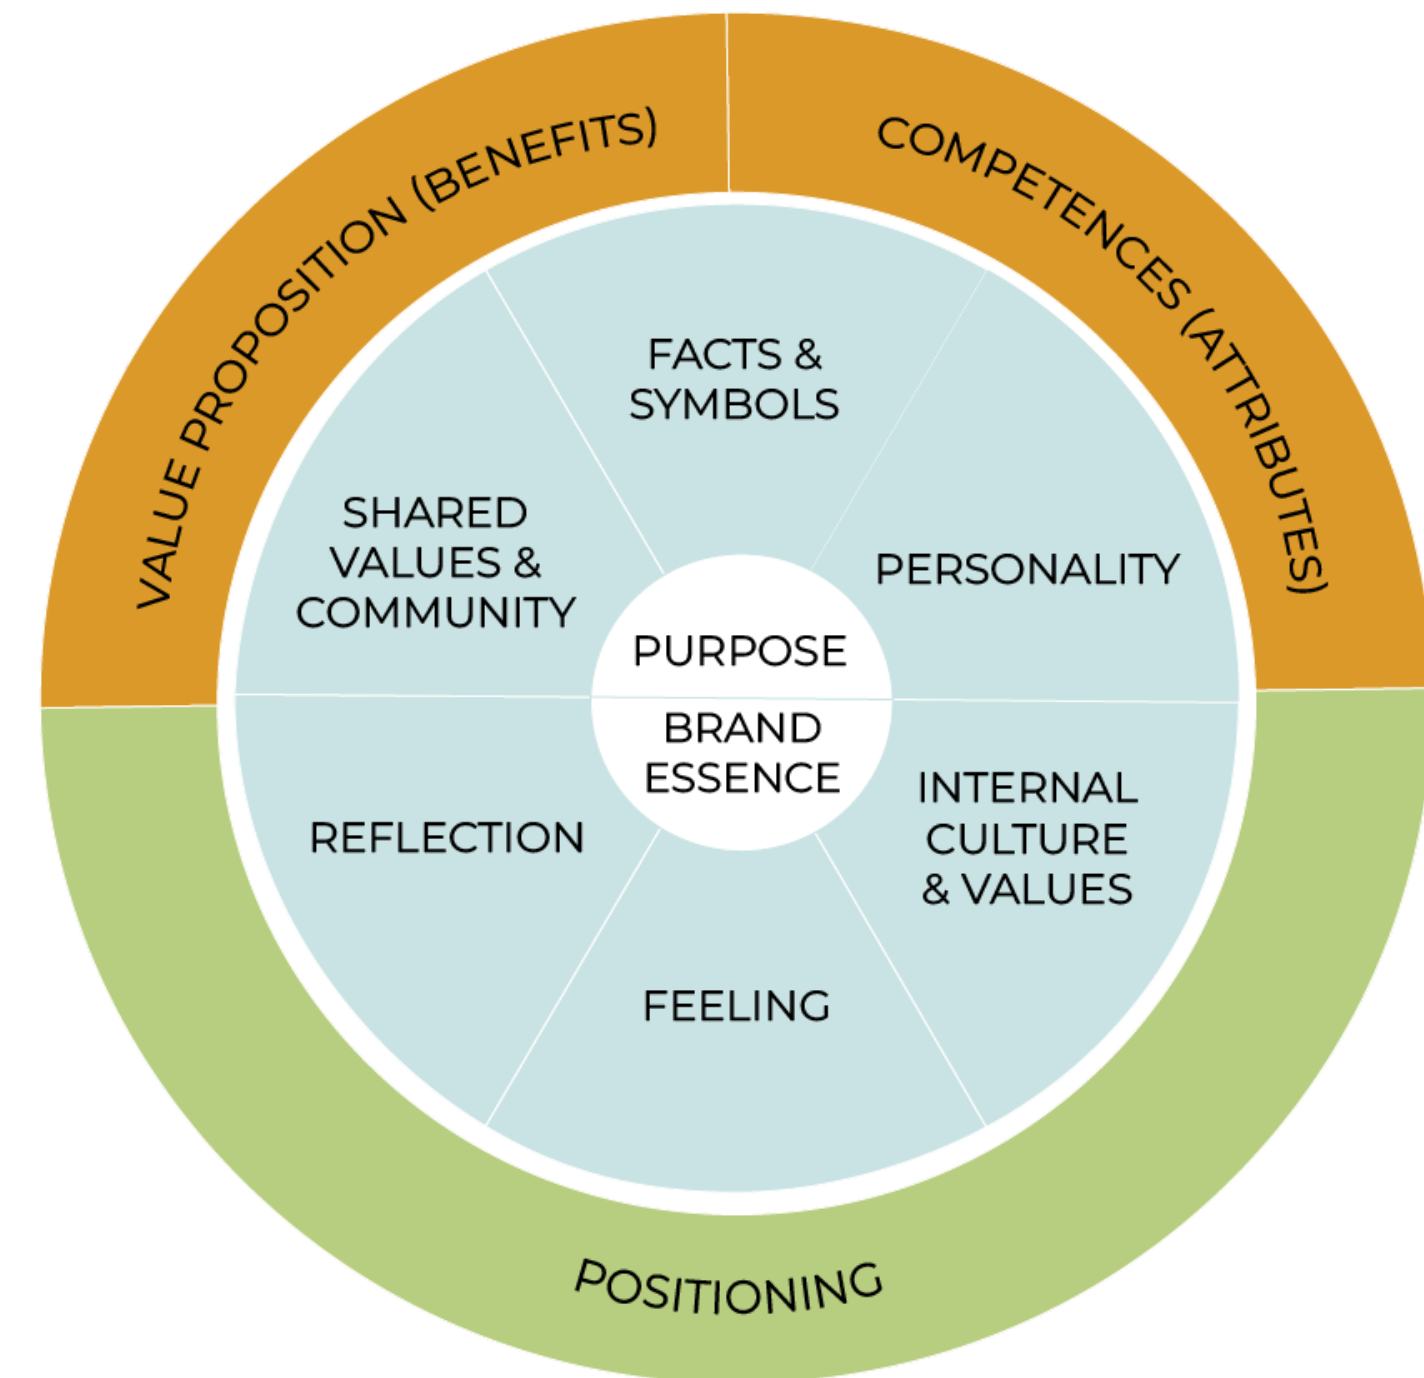 VALUE PROPOSITION (BENEFITS)
COMPETENCES (ATTRIBUTES)
FACTS &
SYMBOLS
SHARED
VALUES &
COMMUNITY
PERSONALITY
PURPOSE
BRAND
ESSENCE
REFLECTION
INTERNAL
CULTURE
& VALUES
FEELING
POSITIONING